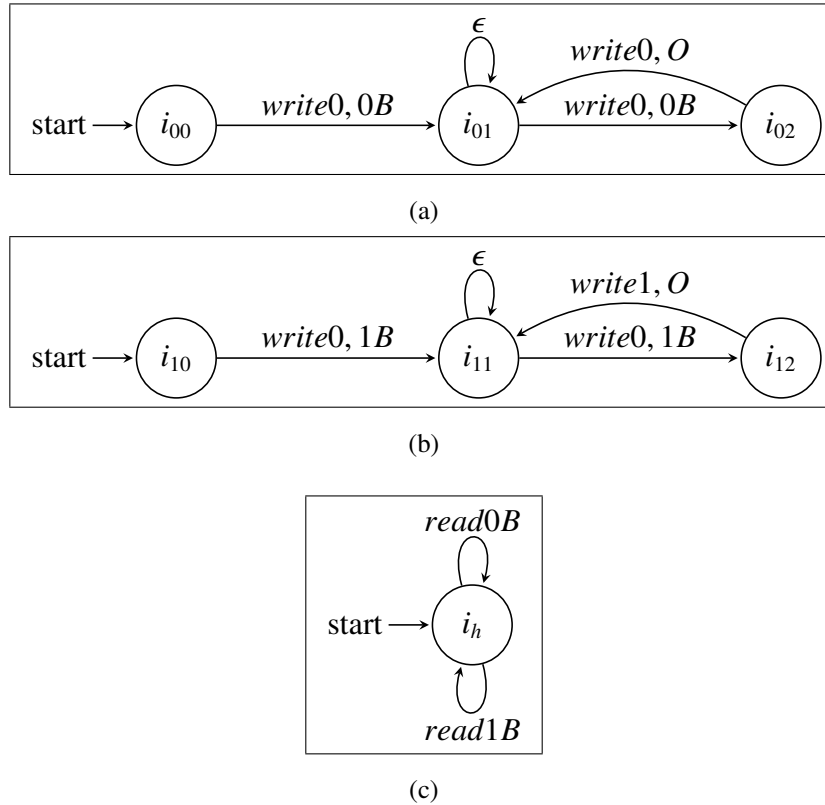 ϵ
write0, O
start i₀₀ write0, 0B i₀₁ write0, 0B i₀₂
(a)
ϵ
write1, O
start i₁₀ write0, 1B i₁₁ write0, 1B i₁₂
(b)
read0B
start i_h
read1B
(c)